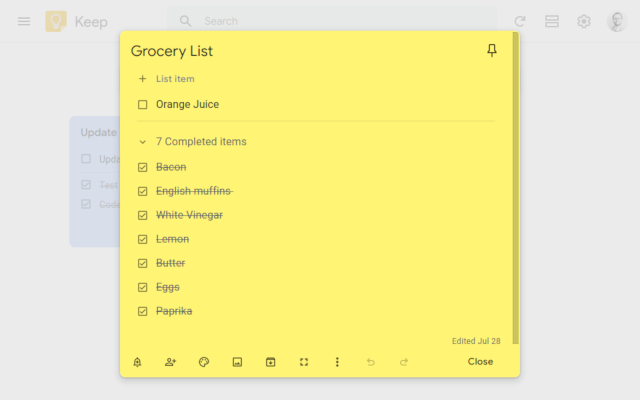 Keep
Search
Grocery List
List item
Orange Juice
7 Completed items
Bacon
English muffins
White Vinegar
Lemon
Butter
Eggs
Paprika
Edited Jul 28
Close
Update
Upda
Test
Code